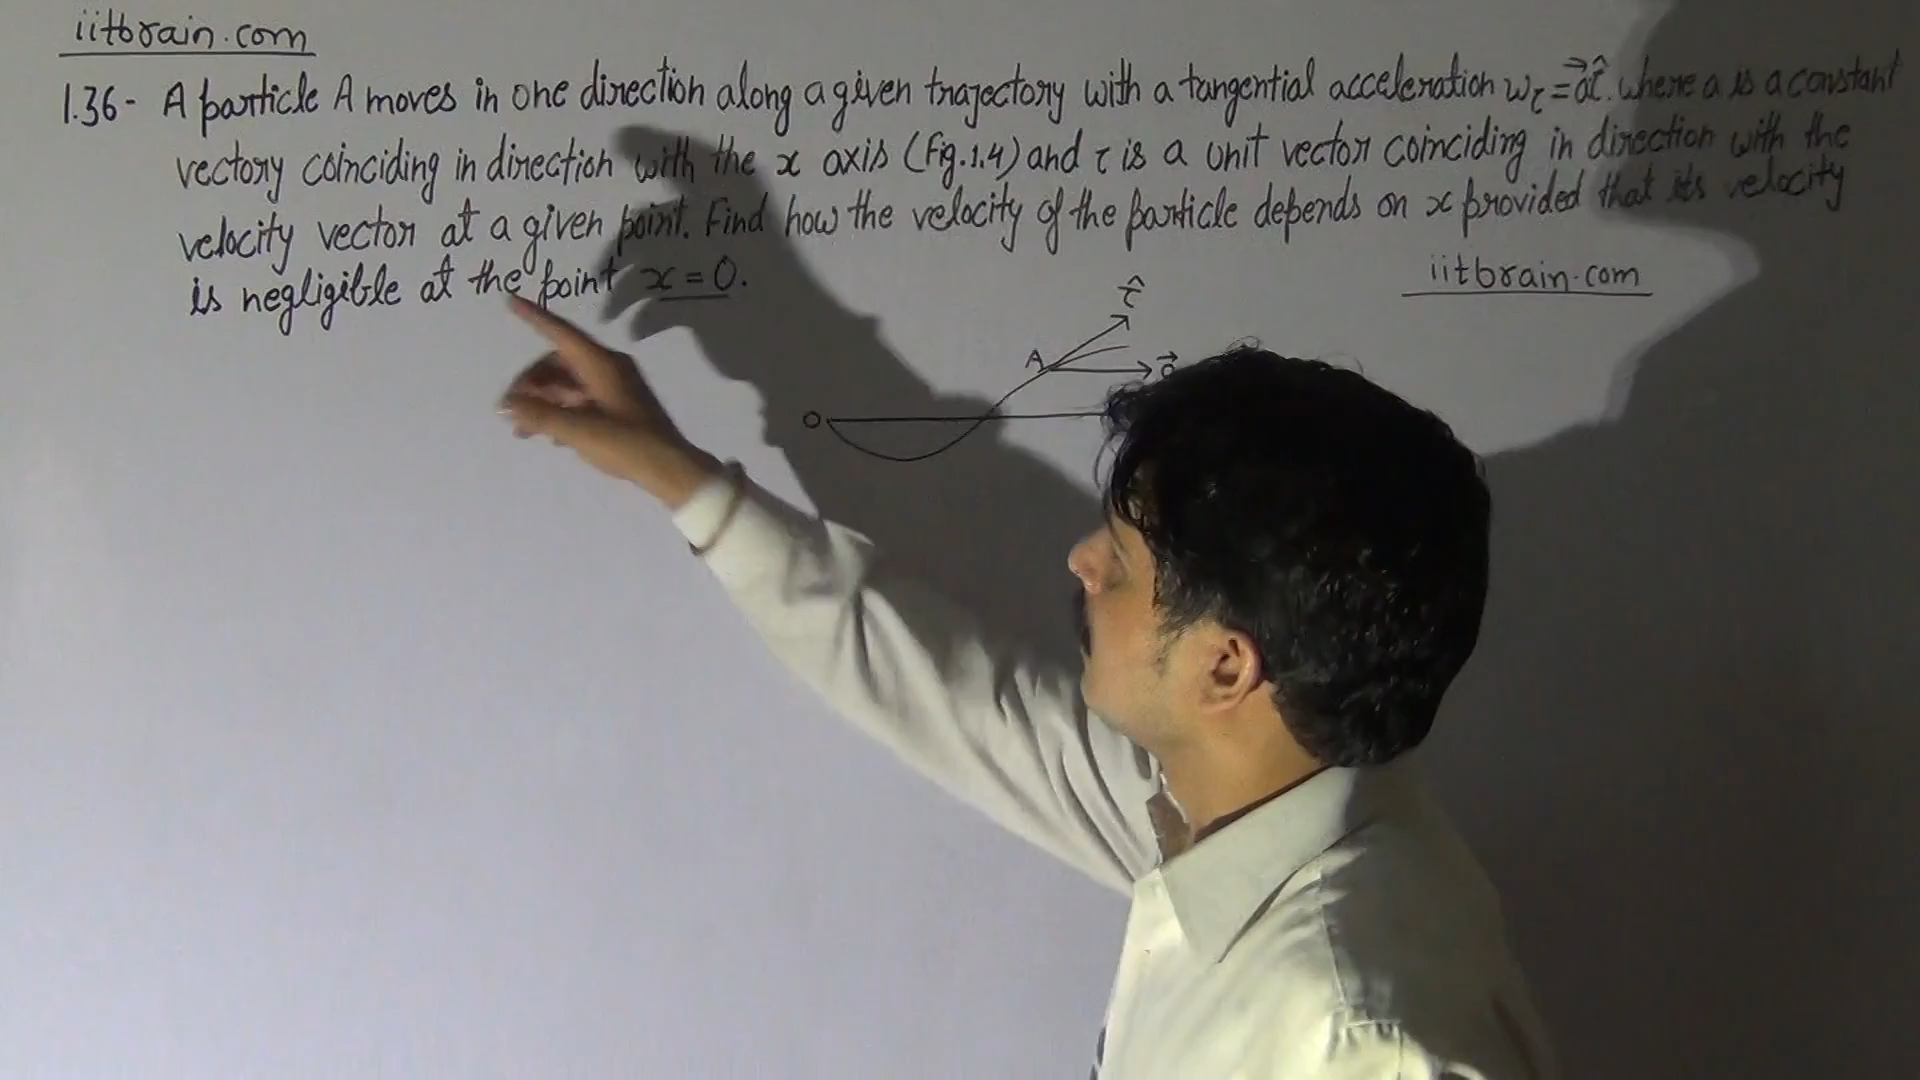 iitbrain.com
1.36- A particle A moves in one direction along a given trajectory with a tangential acceleration w_τ = a⃗τ̂. where a is a constant
vectory coinciding in direction with the x axis (Fig.1.4) and τ is a unit vector coinciding in direction with the
velocity vector at a given point. Find how the velocity of the particle depends on x provided that its velocity
is negligible at the point x = 0.
iitbrain.com
τ̂
A
O